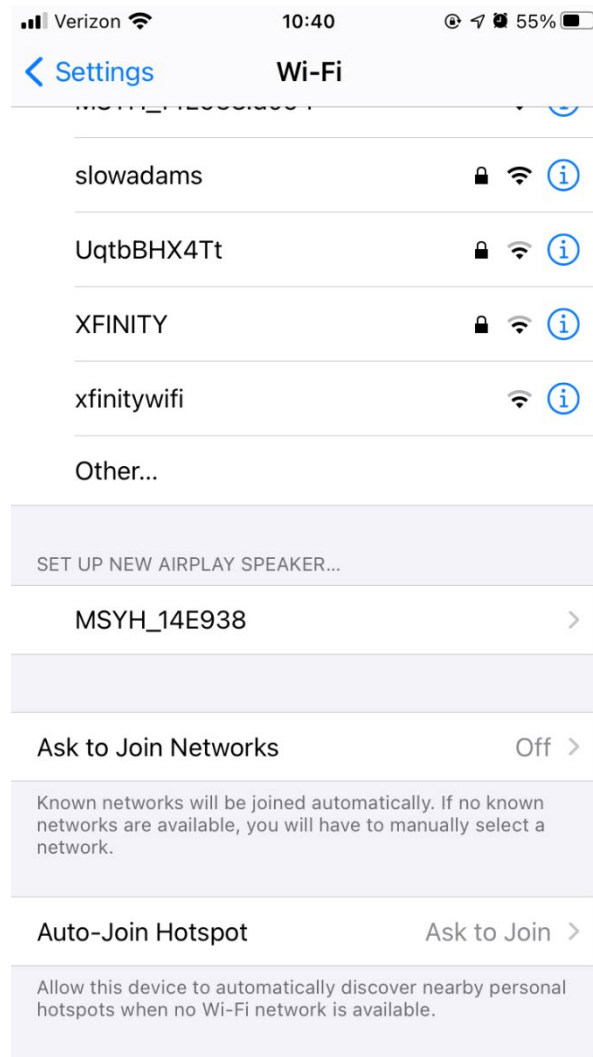 Verizon 10:40 55%
Settings Wi-Fi
slowadams
UqtbBHX4Tt
XFINITY
xfinitywifi
Other...
SET UP NEW AIRPLAY SPEAKER...
MSYH_14E938
Ask to Join Networks Off
Known networks will be joined automatically. If no known
networks are available, you will have to manually select a
network.
Auto-Join Hotspot Ask to Join
Allow this device to automatically discover nearby personal
hotspots when no Wi-Fi network is available.